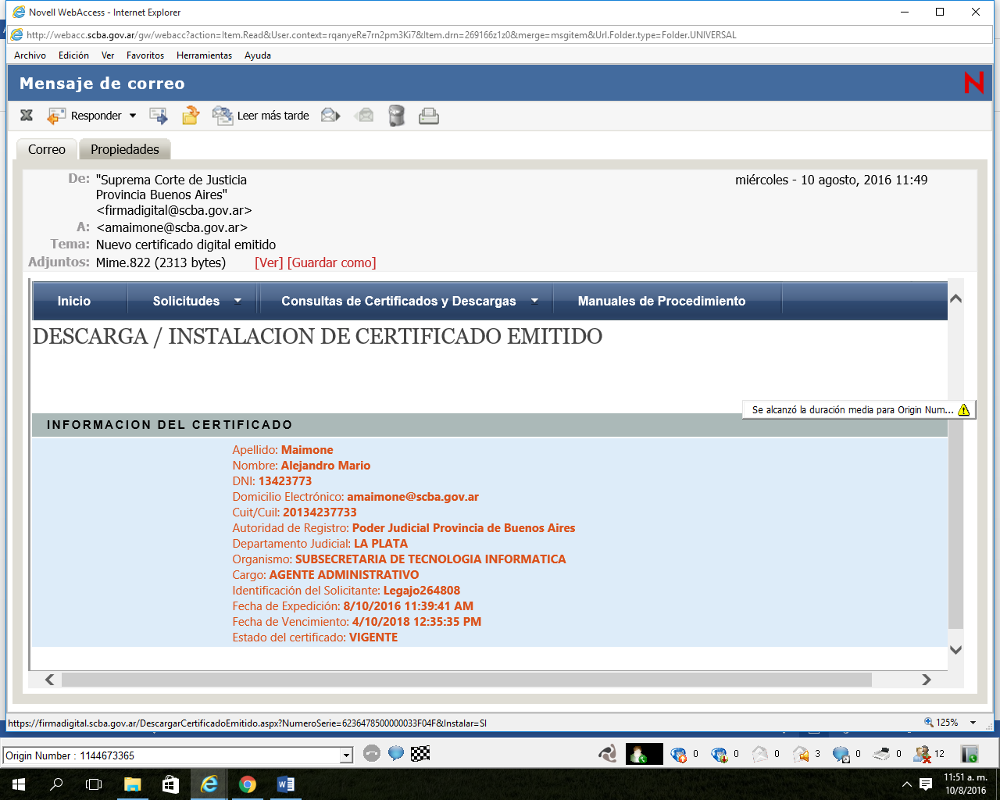 Novell WebAccess - Internet Explorer
http://webacc.scba.gov.ar/gw/webacc?action=Item.Read&User.context=rqanyeRe7rn2pm3Ki7&Item.drn=269166z1z0&merge=msgitem&Url.Folder.type=Folder.UNIVERSAL
Archivo Edición Ver Favoritos Herramientas Ayuda
Mensaje de correo
Responder Leer más tarde
Correo Propiedades
De: "Suprema Corte de Justicia miércoles - 10 agosto, 2016 11:49
Provincia Buenos Aires"
<firmadigital@scba.gov.ar>
A: <amaimone@scba.gov.ar>
Tema: Nuevo certificado digital emitido
Adjuntos: Mime.822 (2313 bytes) [Ver] [Guardar como]
Inicio Solicitudes Consultas de Certificados y Descargas Manuales de Procedimiento
DESCARGA / INSTALACION DE CERTIFICADO EMITIDO
Se alcanzó la duración media para Origin Num...
INFORMACION DEL CERTIFICADO
Apellido: Maimone
Nombre: Alejandro Mario
DNI: 13423773
Domicilio Electrónico: amaimone@scba.gov.ar
Cuit/Cuil: 20134237733
Autoridad de Registro: Poder Judicial Provincia de Buenos Aires
Departamento Judicial: LA PLATA
Organismo: SUBSECRETARIA DE TECNOLOGIA INFORMATICA
Cargo: AGENTE ADMINISTRATIVO
Identificación del Solicitante: Legajo264808
Fecha de Expedición: 8/10/2016 11:39:41 AM
Fecha de Vencimiento: 4/10/2018 12:35:35 PM
Estado del certificado: VIGENTE
https://firmadigital.scba.gov.ar/DescargarCertificadoEmitido.aspx?NumeroSerie=6236478500000033F04F&Instalar=SI 125%
Origin Number : 1144673365 0 0 0 3 0 0 12
11:51 a. m.
10/8/2016